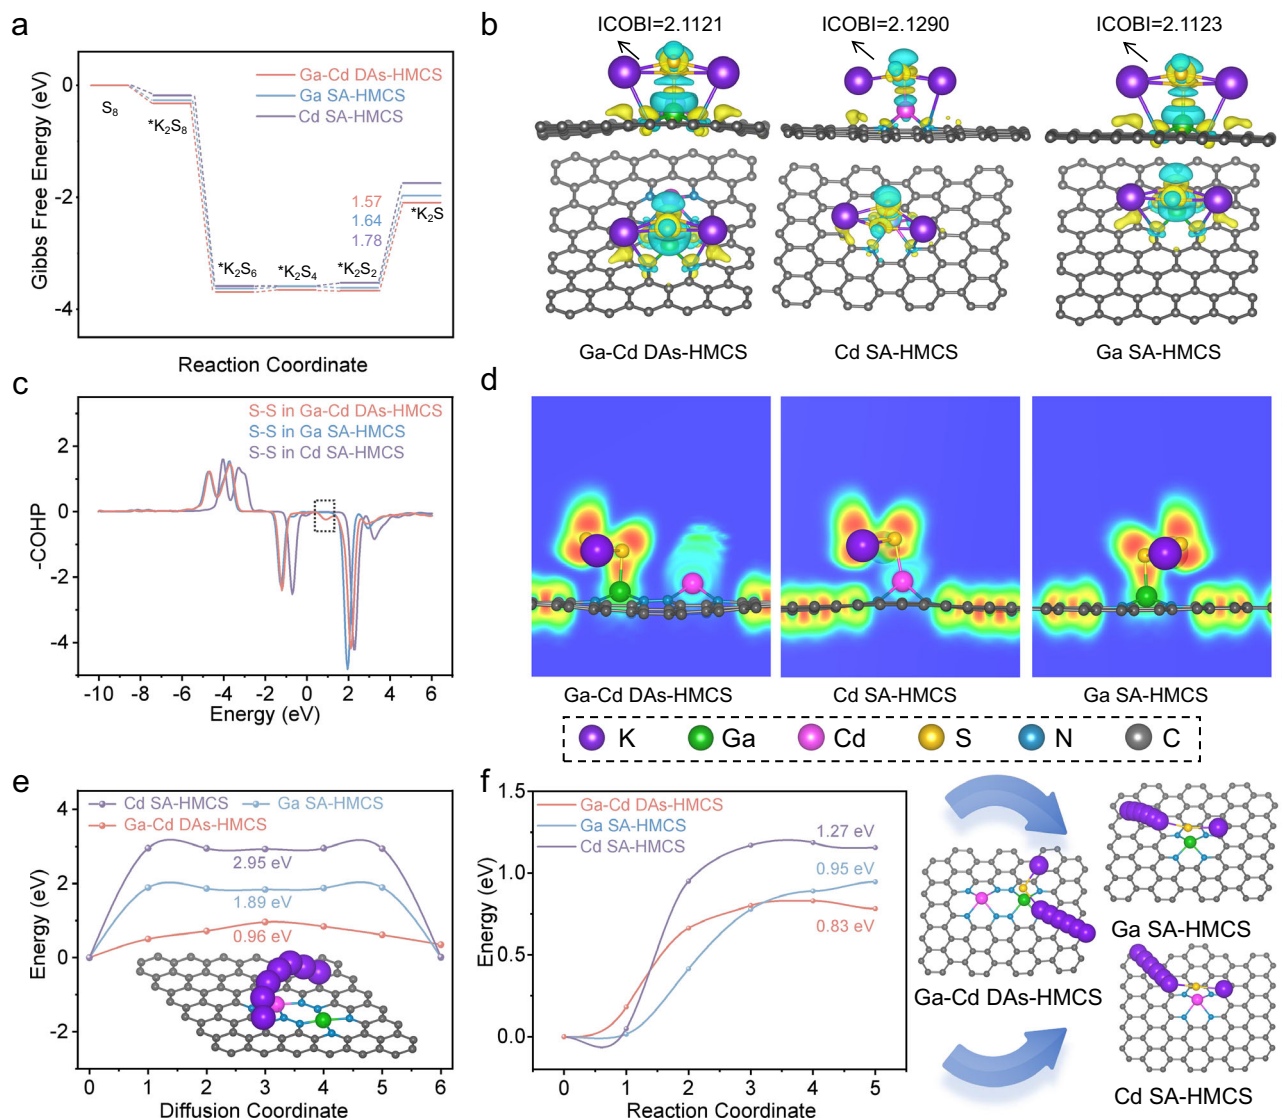 a
Gibbs Free Energy (eV)
0
-2
-4
Ga-Cd DAs-HMCS
Ga SA-HMCS
Cd SA-HMCS
S₈
*K₂S₈
*K₂S₆
*K₂S₄
*K₂S₂
*K₂S
1.57
1.64
1.78
Reaction Coordinate
b
ICOBI=2.1121
ICOBI=2.1290
ICOBI=2.1123
Ga-Cd DAs-HMCS
Cd SA-HMCS
Ga SA-HMCS
c
-COHP
2
0
-2
-4
S-S in Ga-Cd DAs-HMCS
S-S in Ga SA-HMCS
S-S in Cd SA-HMCS
-10 -8 -6 -4 -2 0 2 4 6
Energy (eV)
d
Ga-Cd DAs-HMCS
Cd SA-HMCS
Ga SA-HMCS
K Ga Cd S N C
e
Energy (eV)
4
2
0
-2
Cd SA-HMCS
Ga SA-HMCS
Ga-Cd DAs-HMCS
2.95 eV
1.89 eV
0.96 eV
0 1 2 3 4 5 6
Diffusion Coordinate
f
Energy (eV)
1.5
1.0
0.5
0.0
Ga-Cd DAs-HMCS
Ga SA-HMCS
Cd SA-HMCS
1.27 eV
0.95 eV
0.83 eV
0 1 2 3 4 5
Reaction Coordinate
Ga-Cd DAs-HMCS
Ga SA-HMCS
Cd SA-HMCS